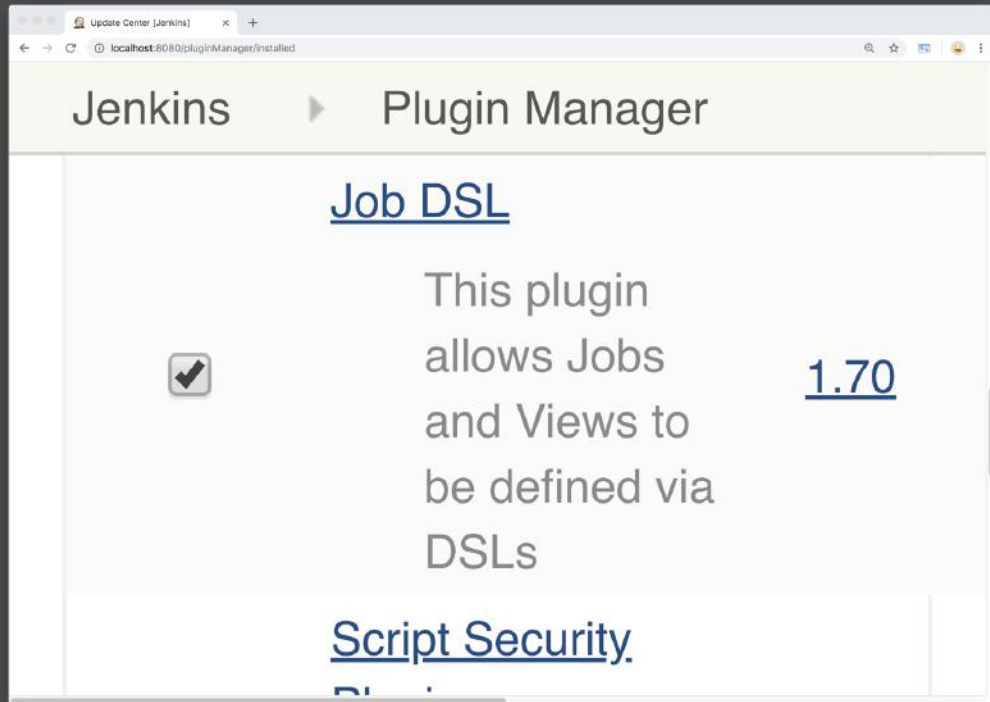 Update Center [Jenkins]
localhost:8080/pluginManager/installed
Jenkins
Plugin Manager
Job DSL
This plugin
allows Jobs
and Views to
be defined via
DSLs
1.70
Script Security